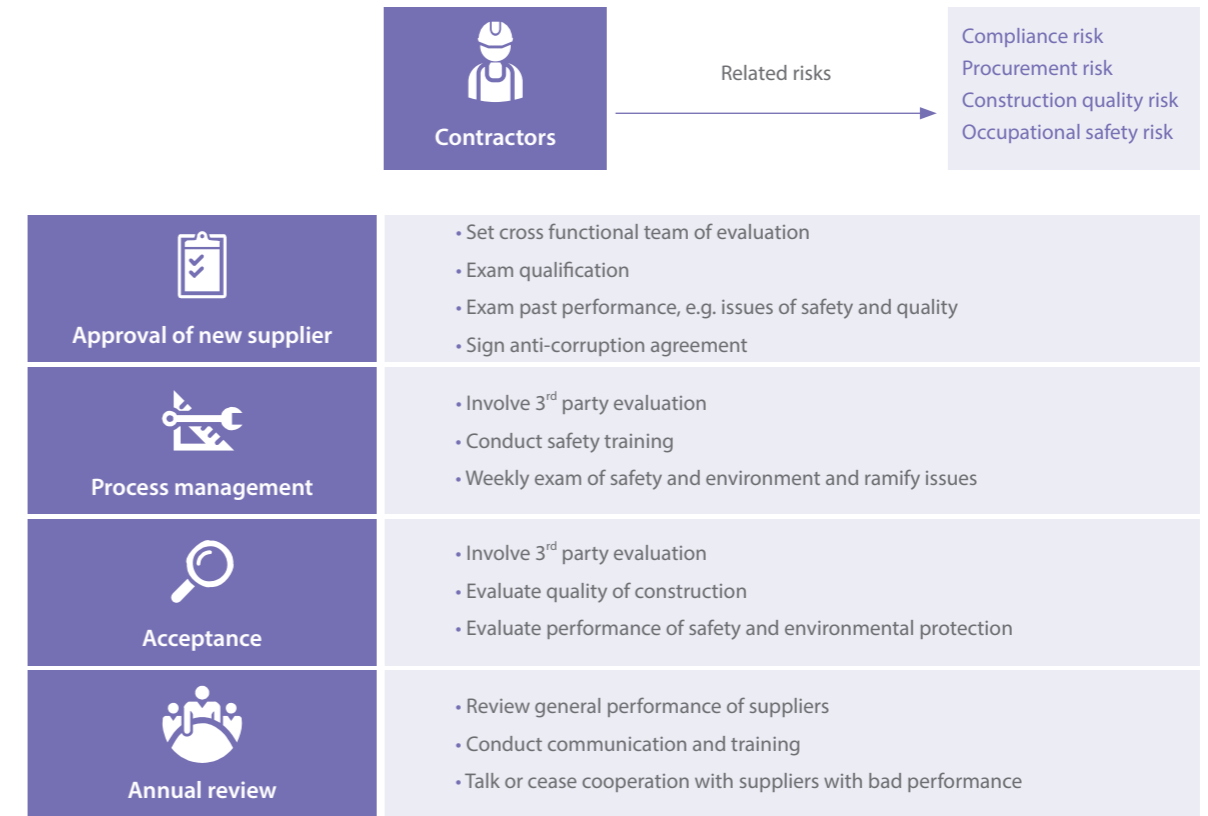 Contractors
Related risks
Compliance risk
Procurement risk
Construction quality risk
Occupational safety risk
Approval of new supplier
• Set cross functional team of evaluation
• Exam qualification
• Exam past performance, e.g. issues of safety and quality
• Sign anti-corruption agreement
Process management
• Involve 3rd party evaluation
• Conduct safety training
• Weekly exam of safety and environment and ramify issues
Acceptance
• Involve 3rd party evaluation
• Evaluate quality of construction
• Evaluate performance of safety and environmental protection
Annual review
• Review general performance of suppliers
• Conduct communication and training
• Talk or cease cooperation with suppliers with bad performance